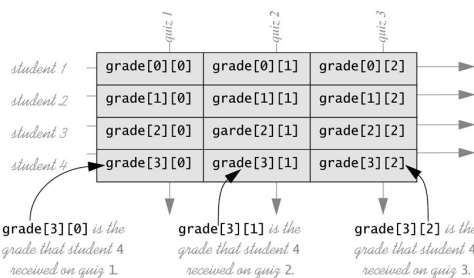 quiz 1 quiz 2 quiz 3
student 1 grade[0][0] grade[0][1] grade[0][2]
student 2 grade[1][0] grade[1][1] grade[1][2]
student 3 grade[2][0] garde[2][1] grade[2][2]
student 4 grade[3][0] grade[3][1] grade[3][2]
grade[3][0] is the
grade that student 4
received on quiz 1.
grade[3][1] is the
grade that student 4
received on quiz 2.
grade[3][2] is the
grade that student 4
received on quiz 3.